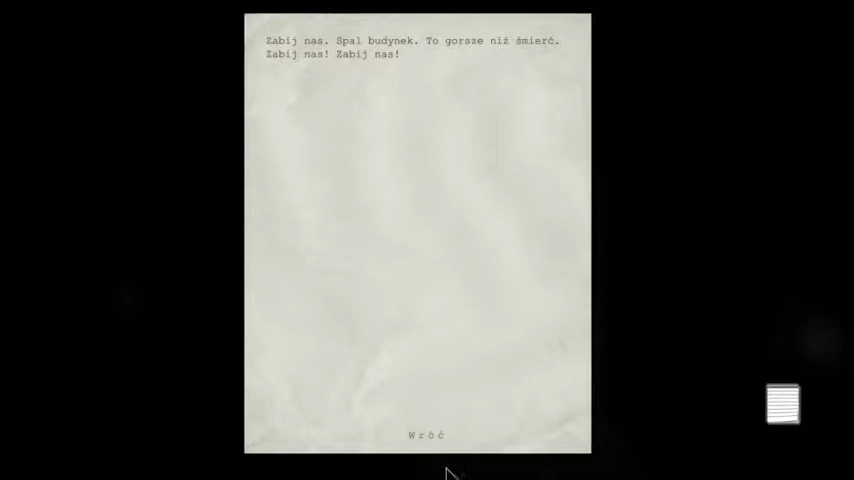 Zabij nas. Spal budynek. To gorsze niż śmierć.
Zabij nas! Zabij nas!
Wróć